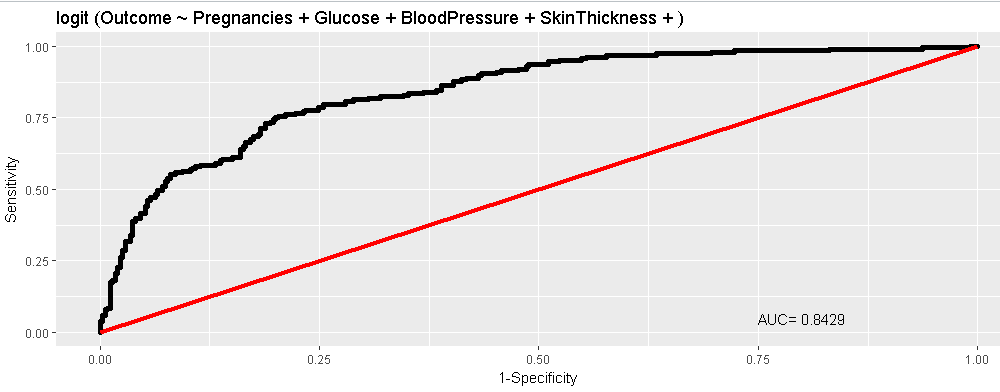 logit (Outcome ~ Pregnancies + Glucose + BloodPressure + SkinThickness + )
1.00
0.75
0.50
0.25
0.00
Sensitivity
AUC= 0.8429
0.00 0.25 0.50 0.75 1.00
1-Specificity